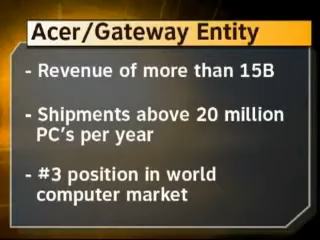 Acer/Gateway Entity
- Revenue of more than 15B
- Shipments above 20 million
PC's per year
- #3 position in world
computer market